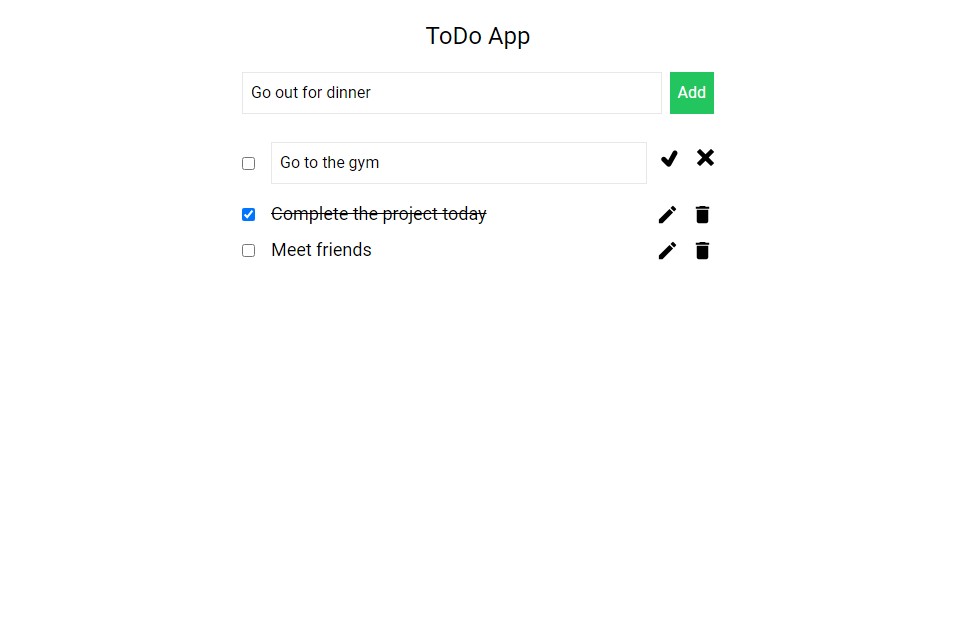 ToDo App
Go out for dinner Add
Go to the gym
Complete the project today
Meet friends